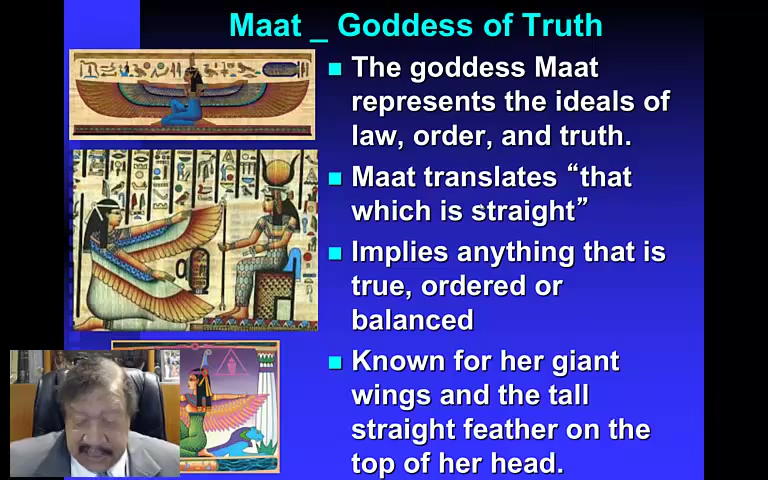 Maat _ Goddess of Truth
The goddess Maat
represents the ideals of
law, order, and truth.
Maat translates “that
which is straight”
Implies anything that is
true, ordered or
balanced
Known for her giant
wings and the tall
straight feather on the
top of her head.